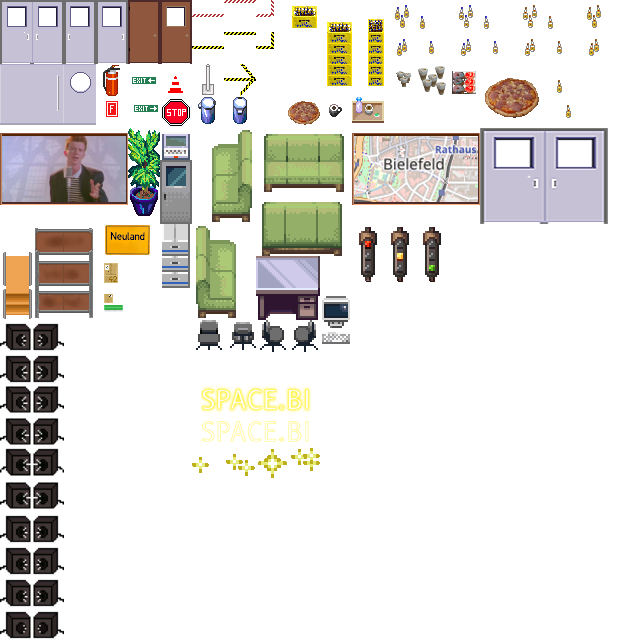 EXIT
F
EXIT
STOP
Rathaus
Bielefeld
Neuland
SPACE.BI
SPACE.BI